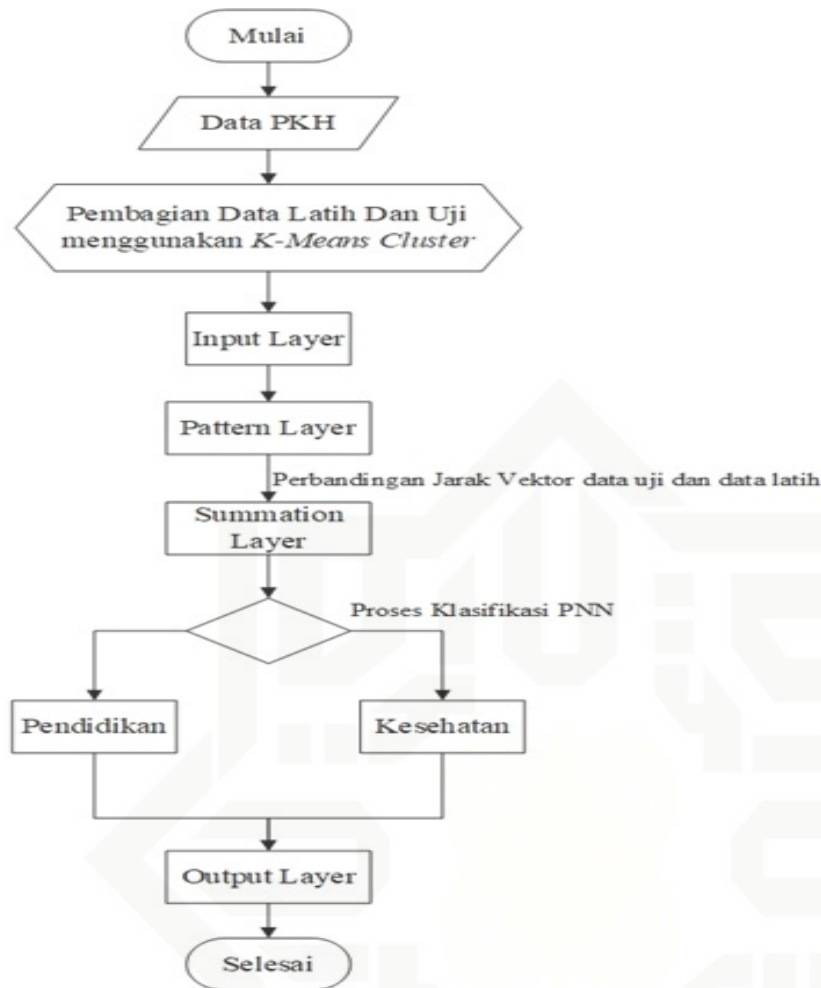 Mulai
Data PKH
Pembagian Data Latih Dan Uji
menggunakan K-Means Cluster
Input Layer
Pattern Layer
Perbandingan Jarak Vektor data uji dan data latih
Summation
Layer
Proses Klasifikasi PNN
Pendidikan
Kesehatan
Output Layer
Selesai